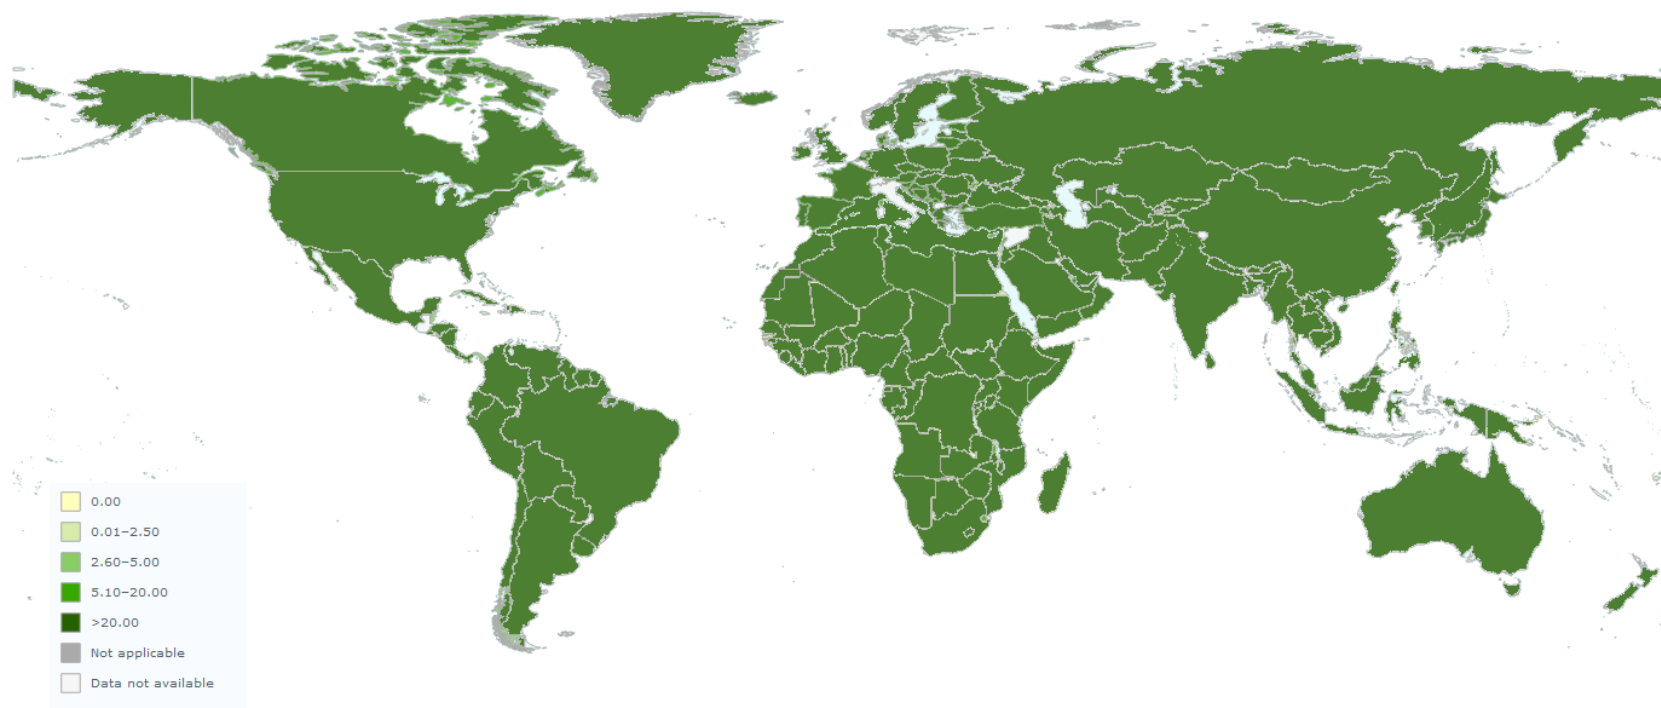 0.00
0.01–2.50
2.60–5.00
5.10–20.00
>20.00
Not applicable
Data not available